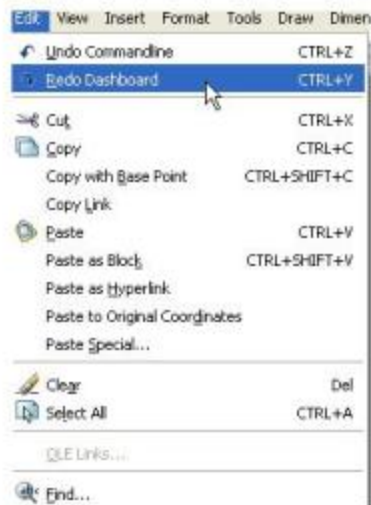 Edit View Insert Format Tools Draw Dimen
Undo Commandline CTRL+Z
Redo Dashboard CTRL+Y
Cut CTRL+X
Copy CTRL+C
Copy with Base Point CTRL+SHIFT+C
Copy Link
Paste CTRL+V
Paste as Block CTRL+SHIFT+V
Paste as Hyperlink
Paste to Original Coordinates
Paste Special...
Clear Del
Select All CTRL+A
OLE Links...
Find...